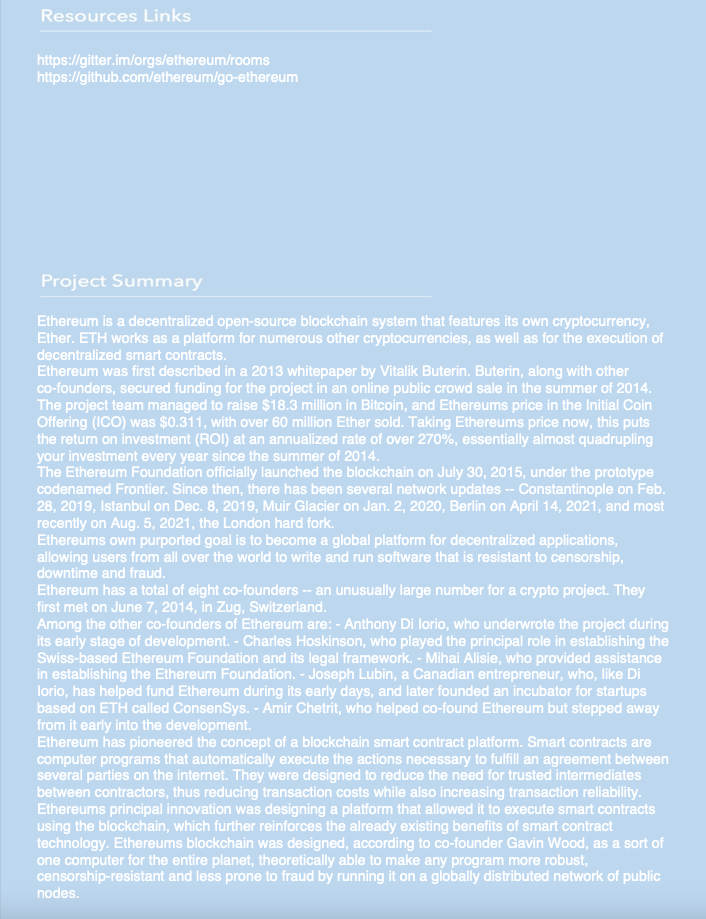 Resources Links
https://gitter.im/orgs/ethereum/rooms
https://github.com/ethereum/go-ethereum
Project Summary
Ethereum is a decentralized open-source blockchain system that features its own cryptocurrency,
Ether. ETH works as a platform for numerous other cryptocurrencies, as well as for the execution of
decentralized smart contracts.
Ethereum was first described in a 2013 whitepaper by Vitalik Buterin. Buterin, along with other
co-founders, secured funding for the project in an online public crowd sale in the summer of 2014.
The project team managed to raise $18.3 million in Bitcoin, and Ethereums price in the Initial Coin
Offering (ICO) was $0.311, with over 60 million Ether sold. Taking Ethereums price now, this puts
the return on investment (ROI) at an annualized rate of over 270%, essentially almost quadrupling
your investment every year since the summer of 2014.
The Ethereum Foundation officially launched the blockchain on July 30, 2015, under the prototype
codenamed Frontier. Since then, there has been several network updates -- Constantinople on Feb.
28, 2019, Istanbul on Dec. 8, 2019, Muir Glacier on Jan. 2, 2020, Berlin on April 14, 2021, and most
recently on Aug. 5, 2021, the London hard fork.
Ethereums own purported goal is to become a global platform for decentralized applications,
allowing users from all over the world to write and run software that is resistant to censorship,
downtime and fraud.
Ethereum has a total of eight co-founders -- an unusually large number for a crypto project. They
first met on June 7, 2014, in Zug, Switzerland.
Among the other co-founders of Ethereum are: - Anthony Di Iorio, who underwrote the project during
its early stage of development. - Charles Hoskinson, who played the principal role in establishing the
Swiss-based Ethereum Foundation and its legal framework. - Mihai Alisie, who provided assistance
in establishing the Ethereum Foundation. - Joseph Lubin, a Canadian entrepreneur, who, like Di
Iorio, has helped fund Ethereum during its early days, and later founded an incubator for startups
based on ETH called ConsenSys. - Amir Chetrit, who helped co-found Ethereum but stepped away
from it early into the development.
Ethereum has pioneered the concept of a blockchain smart contract platform. Smart contracts are
computer programs that automatically execute the actions necessary to fulfill an agreement between
several parties on the internet. They were designed to reduce the need for trusted intermediates
between contractors, thus reducing transaction costs while also increasing transaction reliability.
Ethereums principal innovation was designing a platform that allowed it to execute smart contracts
using the blockchain, which further reinforces the already existing benefits of smart contract
technology. Ethereums blockchain was designed, according to co-founder Gavin Wood, as a sort of
one computer for the entire planet, theoretically able to make any program more robust,
censorship-resistant and less prone to fraud by running it on a globally distributed network of public
nodes.